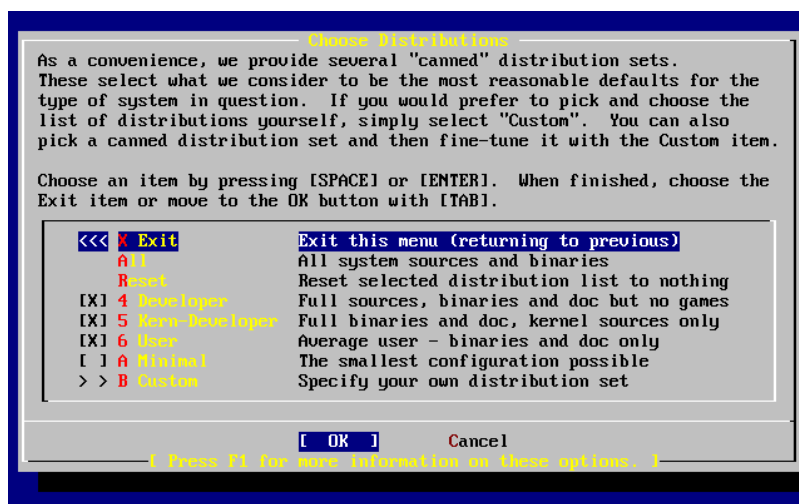 Choose Distributions
As a convenience, we provide several "canned" distribution sets.
These select what we consider to be the most reasonable defaults for the
type of system in question.  If you would prefer to pick and choose the
list of distributions yourself, simply select "Custom".  You can also
pick a canned distribution set and then fine-tune it with the Custom item.
Choose an item by pressing [SPACE] or [ENTER].  When finished, choose the
Exit item or move to the OK button with [TAB].
<<< X Exit Exit this menu (returning to previous)
All All system sources and binaries
Reset Reset selected distribution list to nothing
[X] 4 Developer Full sources, binaries and doc but no games
[X] 5 Kern-Developer Full binaries and doc, kernel sources only
[X] 6 User Average user - binaries and doc only
[ ] A Minimal The smallest configuration possible
> > B Custom Specify your own distribution set
[ OK ] Cancel
[ Press F1 for more information on these options. ]